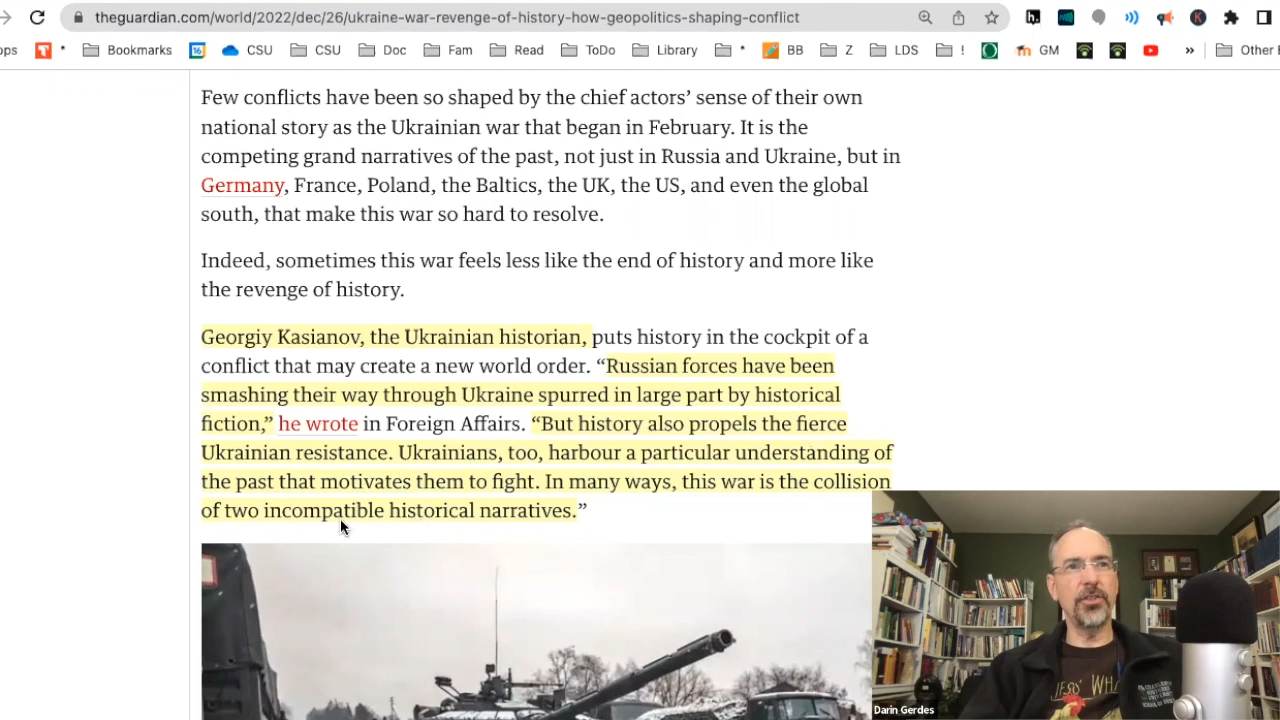 theguardian.com/world/2022/dec/26/ukraine-war-revenge-of-history-how-geopolitics-shaping-conflict
ops * Bookmarks 16 CSU CSU Doc Fam Read ToDo Library * BB Z LDS ! GM » Other B
Few conflicts have been so shaped by the chief actors’ sense of their own
national story as the Ukrainian war that began in February. It is the
competing grand narratives of the past, not just in Russia and Ukraine, but in
Germany, France, Poland, the Baltics, the UK, the US, and even the global
south, that make this war so hard to resolve.
Indeed, sometimes this war feels less like the end of history and more like
the revenge of history.
Georgiy Kasianov, the Ukrainian historian, puts history in the cockpit of a
conflict that may create a new world order. “Russian forces have been
smashing their way through Ukraine spurred in large part by historical
fiction,” he wrote in Foreign Affairs. “But history also propels the fierce
Ukrainian resistance. Ukrainians, too, harbour a particular understanding of
the past that motivates them to fight. In many ways, this war is the collision
of two incompatible historical narratives.”
Darin Gerdes